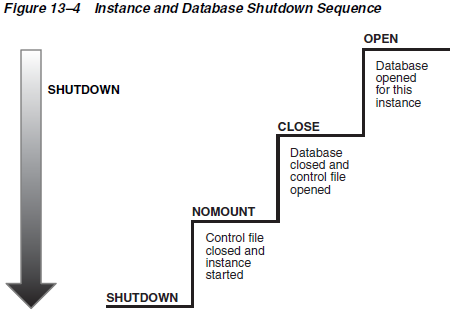 Figure 13–4 Instance and Database Shutdown Sequence
OPEN
Database
opened
for this
instance
SHUTDOWN
CLOSE
Database
closed and
control file
opened
NOMOUNT
Control file
closed and
instance
started
SHUTDOWN